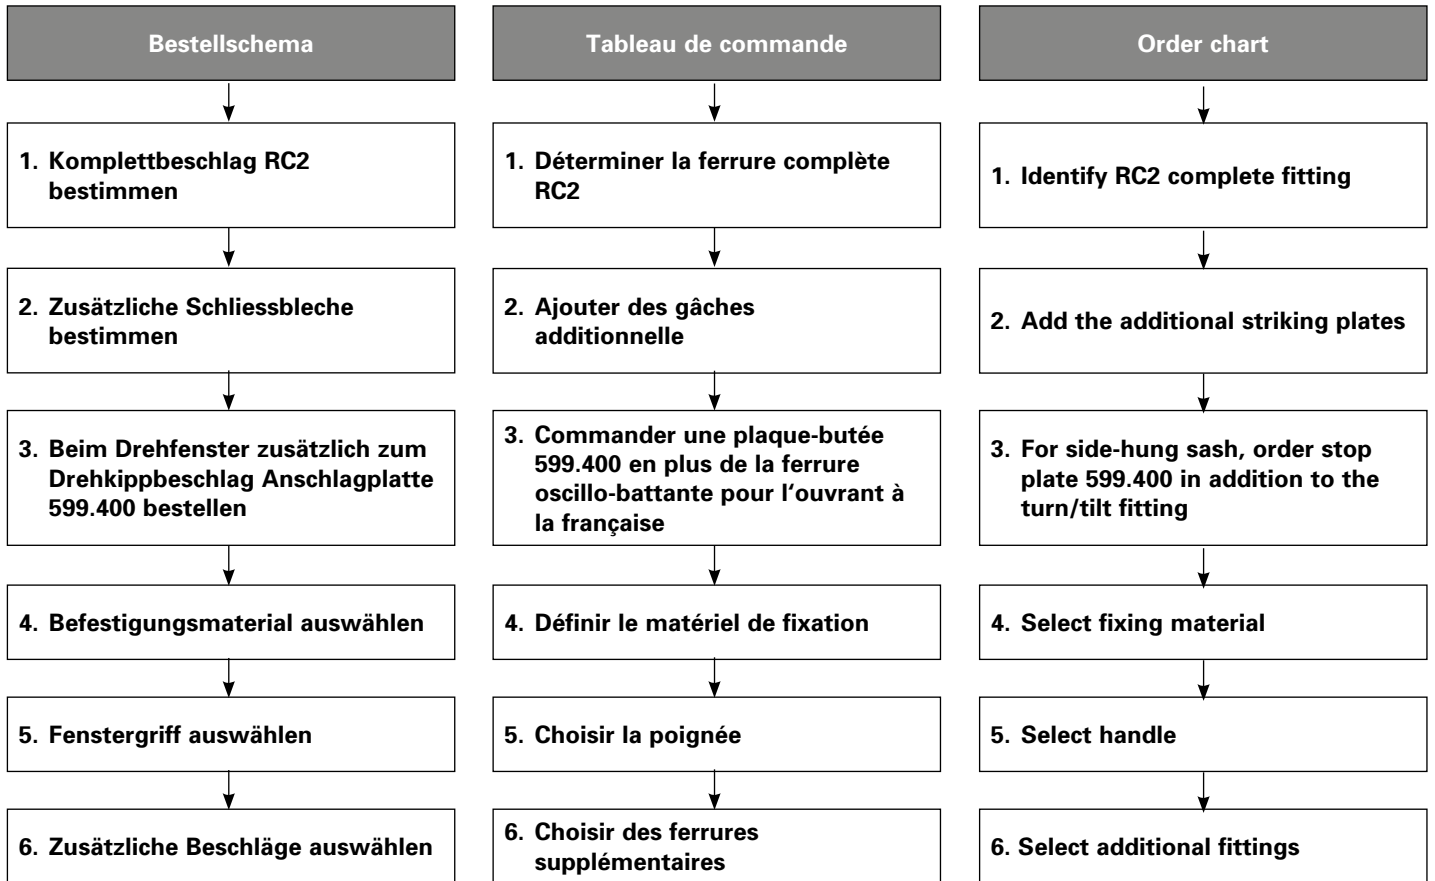 Bestellschema
1. Komplettbeschlag RC2
bestimmen
2. Zusätzliche Schliessbleche
bestimmen
3. Beim Drehfenster zusätzlich zum
Drehkippbeschlag Anschlagplatte
599.400 bestellen
4. Befestigungsmaterial auswählen
5. Fenstergriff auswählen
6. Zusätzliche Beschläge auswählen
Tableau de commande
1. Déterminer la ferrure complète
RC2
2. Ajouter des gâches
additionnelle
3. Commander une plaque-butée
599.400 en plus de la ferrure
oscillo-battante pour l‘ouvrant à
la française
4. Définir le matériel de fixation
5. Choisir la poignée
6. Choisir des ferrures
supplémentaires
Order chart
1. Identify RC2 complete fitting
2. Add the additional striking plates
3. For side-hung sash, order stop
plate 599.400 in addition to the
turn/tilt fitting
4. Select fixing material
5. Select handle
6. Select additional fittings